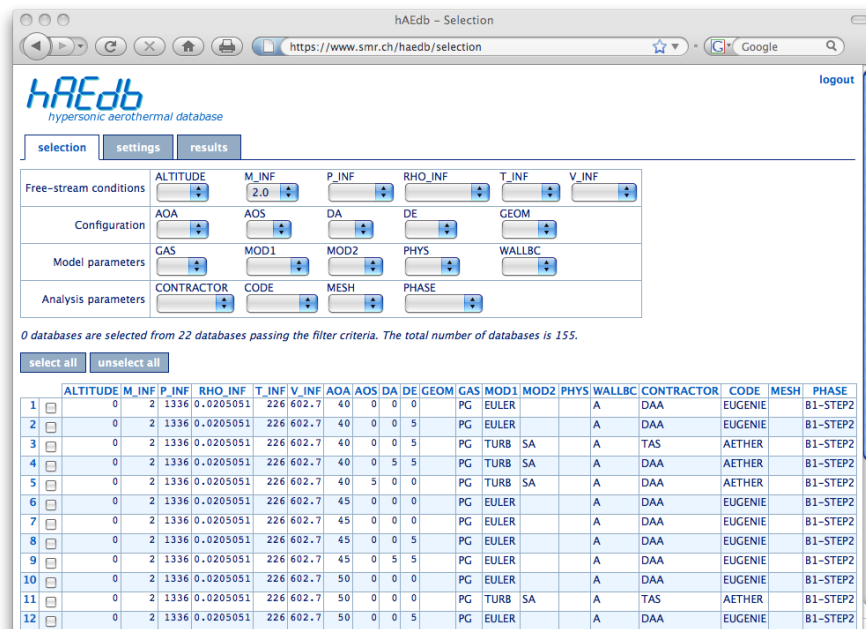 hAEdb – Selection
https://www.smr.ch/haedb/selection
G Google
logout
hAEdb
hypersonic aerothermal database
selection settings results
ALTITUDE M_INF P_INF RHO_INF T_INF V_INF
Free-stream conditions 2.0
AOA AOS DA DE GEOM
Configuration
GAS MOD1 MOD2 PHYS WALLBC
Model parameters
CONTRACTOR CODE MESH PHASE
Analysis parameters
0 databases are selected from 22 databases passing the filter criteria. The total number of databases is 155.
select all unselect all
ALTITUDE M_INF P_INF RHO_INF T_INF V_INF AOA AOS DA DE GEOM GAS MOD1 MOD2 PHYS WALLBC CONTRACTOR CODE MESH PHASE
1 0 2 1336 0.0205051 226 602.7 40 0 0 0 PG EULER A DAA EUGENIE B1-STEP2
2 0 2 1336 0.0205051 226 602.7 40 0 0 5 PG EULER A DAA EUGENIE B1-STEP2
3 0 2 1336 0.0205051 226 602.7 40 0 0 5 PG TURB SA A TAS AETHER B1-STEP2
4 0 2 1336 0.0205051 226 602.7 40 0 5 5 PG TURB SA A DAA AETHER B1-STEP2
5 0 2 1336 0.0205051 226 602.7 40 5 0 0 PG TURB SA A DAA AETHER B1-STEP2
6 0 2 1336 0.0205051 226 602.7 45 0 0 0 PG EULER A DAA EUGENIE B1-STEP2
7 0 2 1336 0.0205051 226 602.7 45 0 0 0 PG EULER A DAA EUGENIE B1-STEP2
8 0 2 1336 0.0205051 226 602.7 45 0 0 5 PG EULER A DAA EUGENIE B1-STEP2
9 0 2 1336 0.0205051 226 602.7 45 0 5 5 PG EULER A DAA EUGENIE B1-STEP2
10 0 2 1336 0.0205051 226 602.7 50 0 0 0 PG EULER A DAA EUGENIE B1-STEP2
11 0 2 1336 0.0205051 226 602.7 50 0 0 0 PG TURB SA A TAS AETHER B1-STEP2
12 0 2 1336 0.0205051 226 602.7 50 0 0 5 PG EULER A DAA EUGENIE B1-STEP2